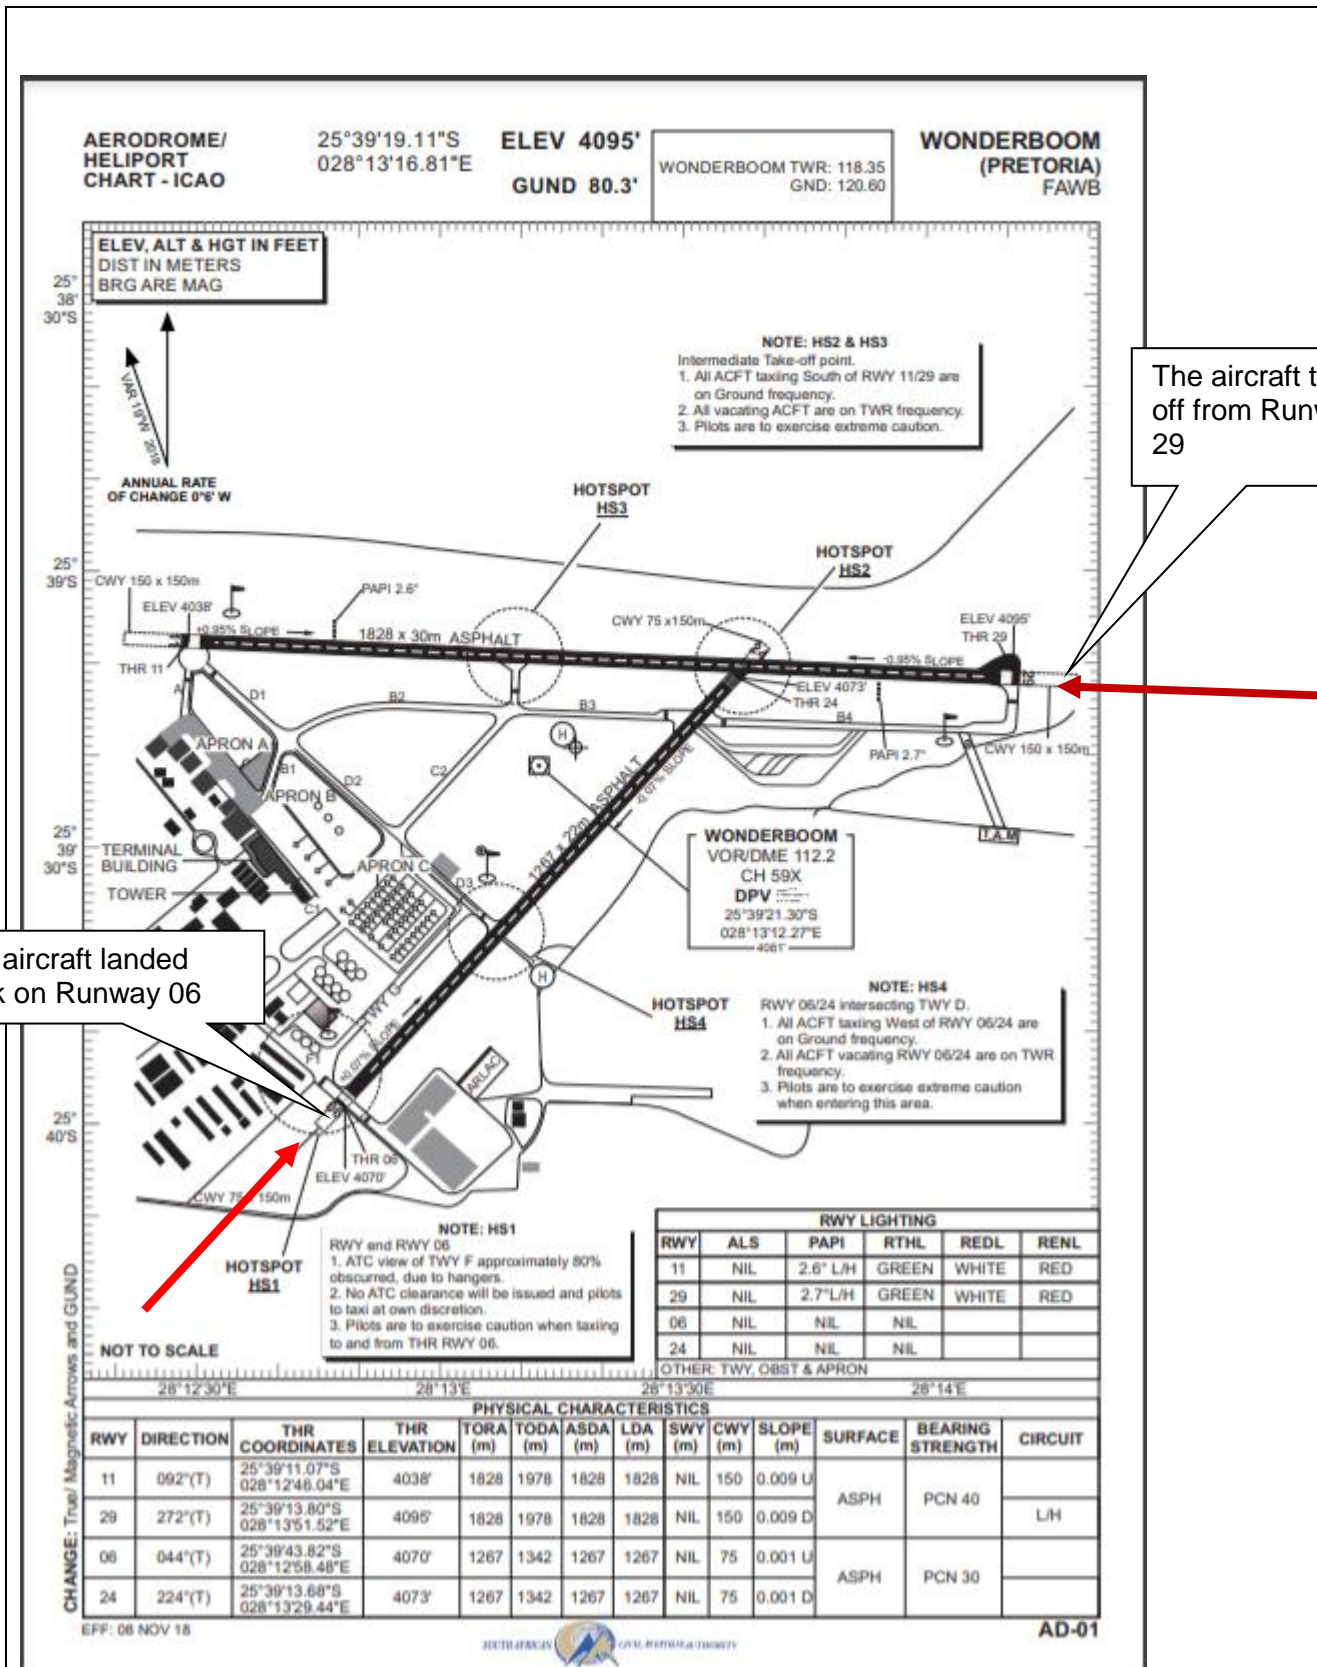 AERODROME/
HELIPORT
CHART - ICAO
25°39'19.11"S
028°13'16.81"E
ELEV 4095'
GUND 80.3'
WONDERBOOM TWR: 118.35
GND: 120.60
WONDERBOOM
(PRETORIA)
FAWB
ELEV, ALT & HGT IN FEET
DIST IN METERS
BRG ARE MAG
25°
38'
30"S
VAR 19°W 2018
ANNUAL RATE
OF CHANGE 0°6' W
NOTE: HS2 & HS3
Intermediate Take-off point.
1. All ACFT taxiing South of RWY 11/29 are
on Ground frequency.
2. All vacating ACFT are on TWR frequency.
3. Pilots are to exercise extreme caution.
The aircraft t
off from Runw
29
HOTSPOT
HS3
HOTSPOT
HS2
25°
39'S
CWY 150 x 150m
ELEV 4038'
PAPI 2.6°
+0.95% SLOPE
1828 x 30m ASPHALT
CWY 75 x150m
ELEV 4095'
THR 29
-0.95% SLOPE
29
THR 11
ELEV 4073'
THR 24
A
D1
B2
B3
B4
PAPI 2.7°
CWY 150 x 150m
APRON A
B1
D2
C2
H
APRON B
-0.07% SLOPE
1267 x 22m ASPHALT
T.A.M
25°
39'
30"S
TERMINAL
BUILDING
TOWER
APRON C
D3
C1
WONDERBOOM
VOR/DME 112.2
CH 59X
DPV
25°39'21.30"S
028°13'12.27"E
4081'
aircraft landed
k on Runway 06
TWY G
H
+0.07% SLOPE
HOTSPOT
HS4
NOTE: HS4
RWY 06/24 intersecting TWY D.
1. All ACFT taxiing West of RWY 06/24 are
on Ground frequency.
2. All ACFT vacating RWY 06/24 are on TWR
frequency.
3. Pilots are to exercise extreme caution
when entering this area.
ARLAC
25°
40'S
THR 06
ELEV 4070'
CWY 75 x 150m
HOTSPOT
HS1
NOTE: HS1
RWY end RWY 06
1. ATC view of TWY F approximately 80%
obscurred, due to hangers.
2. No ATC clearance will be issued and pilots
to taxi at own discretion.
3. Pilots are to exercise caution when taxiing
to and from THR RWY 06.
RWY LIGHTING
RWY ALS PAPI RTHL REDL RENL
11 NIL 2.6° L/H GREEN WHITE RED
29 NIL 2.7°L/H GREEN WHITE RED
06 NIL NIL NIL
24 NIL NIL NIL
OTHER: TWY, OBST & APRON
NOT TO SCALE
28°12'30"E 28°13'E 28°13'30E 28°14'E
CHANGE: True/ Magnetic Arrows and GUND
PHYSICAL CHARACTERISTICS
RWY DIRECTION THR COORDINATES THR ELEVATION TORA (m) TODA (m) ASDA (m) LDA (m) SWY (m) CWY (m) SLOPE (m) SURFACE BEARING STRENGTH CIRCUIT
11 092°(T) 25°39'11.07"S 028°12'46.04"E 4038' 1828 1978 1828 1828 NIL 150 0.009 U ASPH PCN 40
29 272°(T) 25°39'13.80"S 028°13'51.52"E 4095' 1828 1978 1828 1828 NIL 150 0.009 D L/H
06 044°(T) 25°39'43.82"S 028°12'58.48"E 4070' 1267 1342 1267 1267 NIL 75 0.001 U ASPH PCN 30
24 224°(T) 25°39'13.68"S 028°13'29.44"E 4073' 1267 1342 1267 1267 NIL 75 0.001 D
EFF: 08 NOV 18
SOUTH AFRICAN CIVIL AVIATION AUTHORITY
AD-01